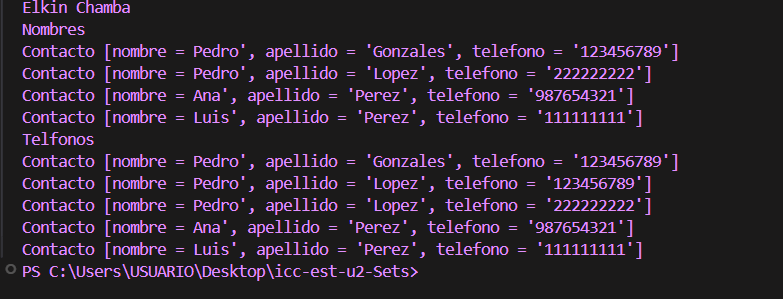 Elkin Chamba
Nombres
Contacto [nombre = Pedro', apellido = 'Gonzales', telefono = '123456789']
Contacto [nombre = Pedro', apellido = 'Lopez', telefono = '222222222']
Contacto [nombre = Ana', apellido = 'Perez', telefono = '987654321']
Contacto [nombre = Luis', apellido = 'Perez', telefono = '111111111']
Telfonos
Contacto [nombre = Pedro', apellido = 'Gonzales', telefono = '123456789']
Contacto [nombre = Pedro', apellido = 'Lopez', telefono = '123456789']
Contacto [nombre = Pedro', apellido = 'Lopez', telefono = '222222222']
Contacto [nombre = Ana', apellido = 'Perez', telefono = '987654321']
Contacto [nombre = Luis', apellido = 'Perez', telefono = '111111111']
PS C:\Users\USUARIO\Desktop\icc-est-u2-Sets>